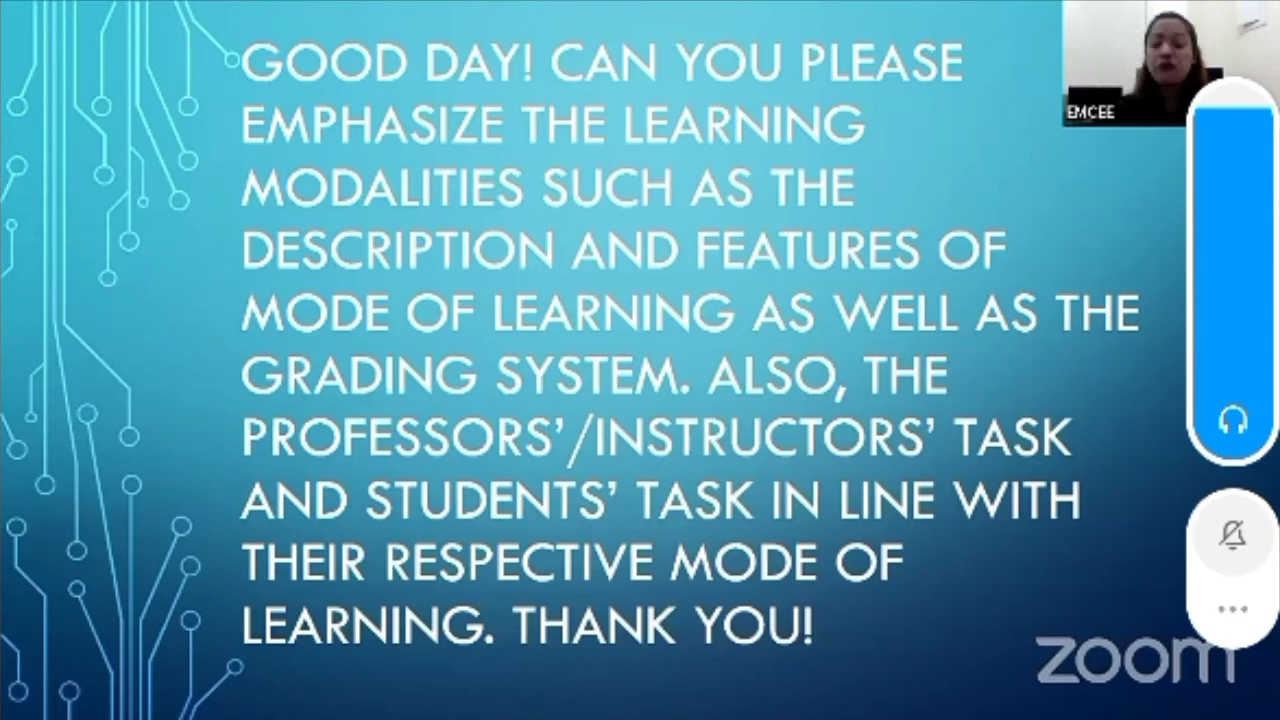 GOOD DAY! CAN YOU PLEASE
EMPHASIZE THE LEARNING
MODALITIES SUCH AS THE
DESCRIPTION AND FEATURES OF
MODE OF LEARNING AS WELL AS THE
GRADING SYSTEM. ALSO, THE
PROFESSORS’/INSTRUCTORS’ TASK
AND STUDENTS’ TASK IN LINE WITH
THEIR RESPECTIVE MODE OF
LEARNING. THANK YOU!
EMCEE
zoom